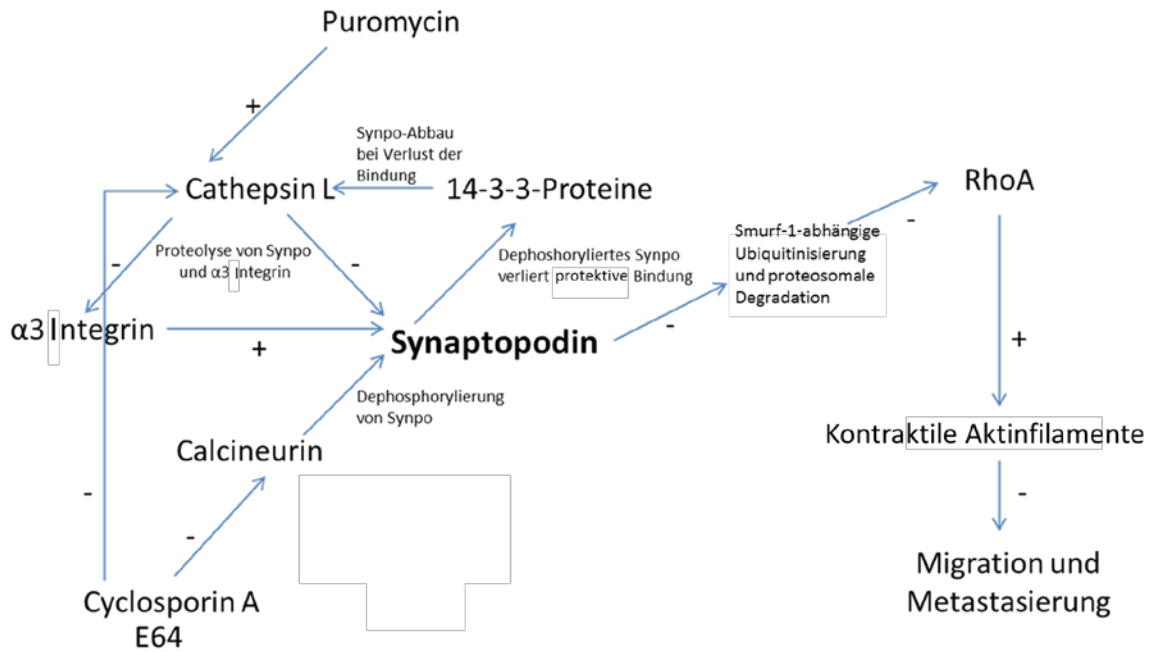 Puromycin
+
Synpo-Abbau
bei Verlust der
Bindung
Cathepsin L
14-3-3-Proteine
RhoA
-
Proteolyse von Synpo
und α3 Integrin
-
Dephoshoryliertes Synpo
verliert protektive Bindung
-
Smurf-1-abhängige
Ubiquitinisierung
und proteosomale
Degradation
α3 Integrin
+
Synaptopodin
-
+
Dephosphorylierung
von Synpo
Calcineurin
Kontraktile Aktinfilamente
-
-
-
Cyclosporin A
E64
Migration und
Metastasierung